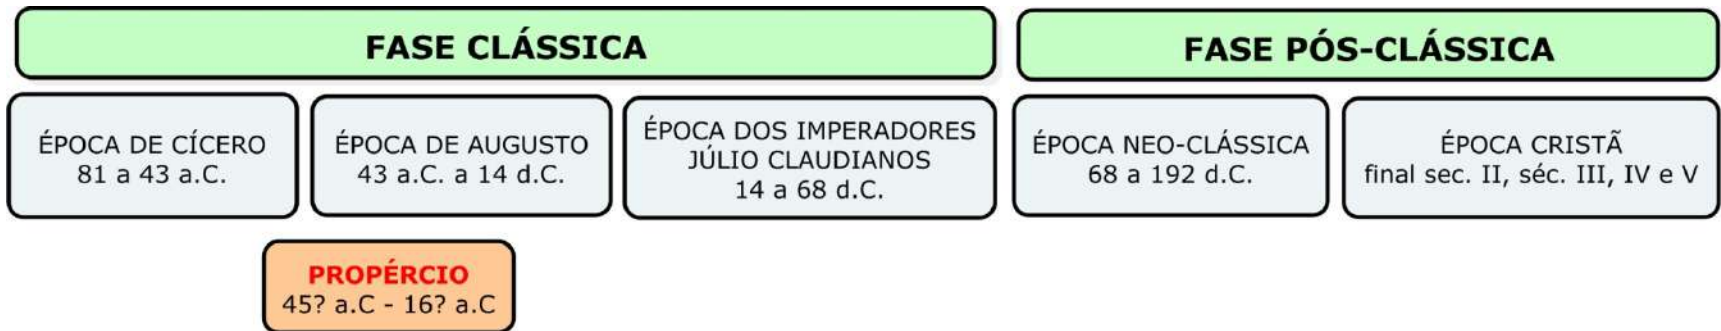 FASE CLÁSSICA
FASE PÓS-CLÁSSICA
ÉPOCA DE CÍCERO
81 a 43 a.C.
ÉPOCA DE AUGUSTO
43 a.C. a 14 d.C.
ÉPOCA DOS IMPERADORES
JÚLIO CLAUDIANOS
14 a 68 d.C.
ÉPOCA NEO-CLÁSSICA
68 a 192 d.C.
ÉPOCA CRISTÃ
final sec. II, séc. III, IV e V
PROPÉRCIO
45? a.C - 16? a.C